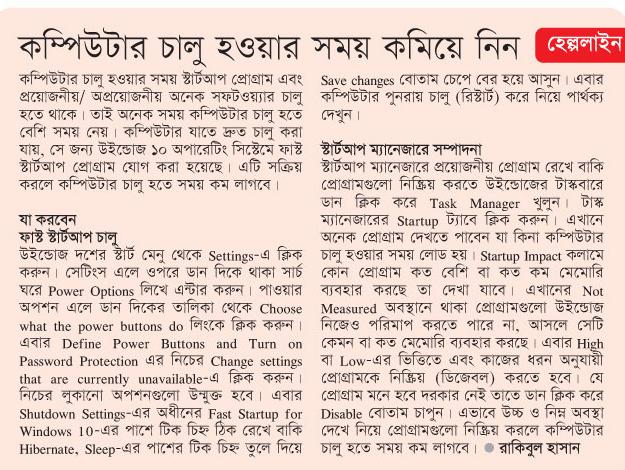 কম্পিউটার চালু হওয়ার সময় কমিয়ে নিন
হেল্পলাইন
কম্পিউটার চালু হওয়ার সময় স্টার্টআপ প্রোগ্রাম এবং
প্রয়োজনীয়/ অপ্রয়োজনীয় অনেক সফটওয়্যার চালু
হতে থাকে। তাই অনেক সময় কম্পিউটার চালু হতে
বেশি সময় নেয়। কম্পিউটার যাতে দ্রুত চালু করা
যায়, সে জন্য উইন্ডোজ ১০ অপারেটিং সিস্টেমে ফাস্ট
স্টার্টআপ প্রোগ্রাম যোগ করা হয়েছে। এটি সক্রিয়
করলে কম্পিউটার চালু হতে সময় কম লাগবে।
যা করবেন
ফাস্ট স্টার্টআপ চালু
উইন্ডোজ দশের স্টার্ট মেনু থেকে Settings-এ ক্লিক
করুন। সেটিংস এলে ওপরে ডান দিকে থাকা সার্চ
ঘরে Power Options লিখে এন্টার করুন। পাওয়ার
অপশন এলে ডান দিকের তালিকা থেকে Choose
what the power buttons do লিংকে ক্লিক করুন।
এবার Define Power Buttons and Turn on
Password Protection এর নিচের Change settings
that are currently unavailable-এ ক্লিক করুন।
নিচের লুকানো অপশনগুলো উন্মুক্ত হবে। এবার
Shutdown Settings-এর অধীনের Fast Startup for
Windows 10-এর পাশে টিক চিহ্ন ঠিক রেখে বাকি
Hibernate, Sleep-এর পাশের টিক চিহ্ন তুলে দিয়ে
Save changes বোতাম চেপে বের হয়ে আসুন। এবার
কম্পিউটার পুনরায় চালু (রিস্টার্ট) করে নিয়ে পার্থক্য
দেখুন।
স্টার্টআপ ম্যানেজারে সম্পাদনা
স্টার্টআপ ম্যানেজারে প্রয়োজনীয় প্রোগ্রাম রেখে বাকি
প্রোগ্রামগুলো নিষ্ক্রিয় করতে উইন্ডোজের টাস্কবারে
ডান ক্লিক করে Task Manager খুলুন। টাস্ক
ম্যানেজারের Startup ট্যাবে ক্লিক করুন। এখানে
অনেক প্রোগ্রাম দেখতে পাবেন যা কিনা কম্পিউটার
চালু হওয়ার সময় লোড হয়। Startup Impact কলামে
কোন প্রোগ্রাম কত বেশি বা কত কম মেমোরি
ব্যবহার করছে তা দেখা যাবে। এখানের Not
Measured অবস্থানে থাকা প্রোগ্রামগুলো উইন্ডোজ
নিজেও পরিমাপ করতে পারে না, আসলে সেটি
কেমন বা কত মেমোরি ব্যবহার করছে। এবার High
বা Low-এর ভিত্তিতে এবং কাজের ধরন অনুযায়ী
প্রোগ্রামকে নিষ্ক্রিয় (ডিজেবল) করতে হবে। যে
প্রোগ্রাম মনে হবে দরকার নেই তাতে ডান ক্লিক করে
Disable বোতাম চাপুন। এভাবে উচ্চ ও নিম্ন অবস্থা
দেখে নিয়ে প্রোগ্রামগুলো নিষ্ক্রিয় করলে কম্পিউটার
চালু হতে সময় কম লাগবে। ● রাকিবুল হাসান